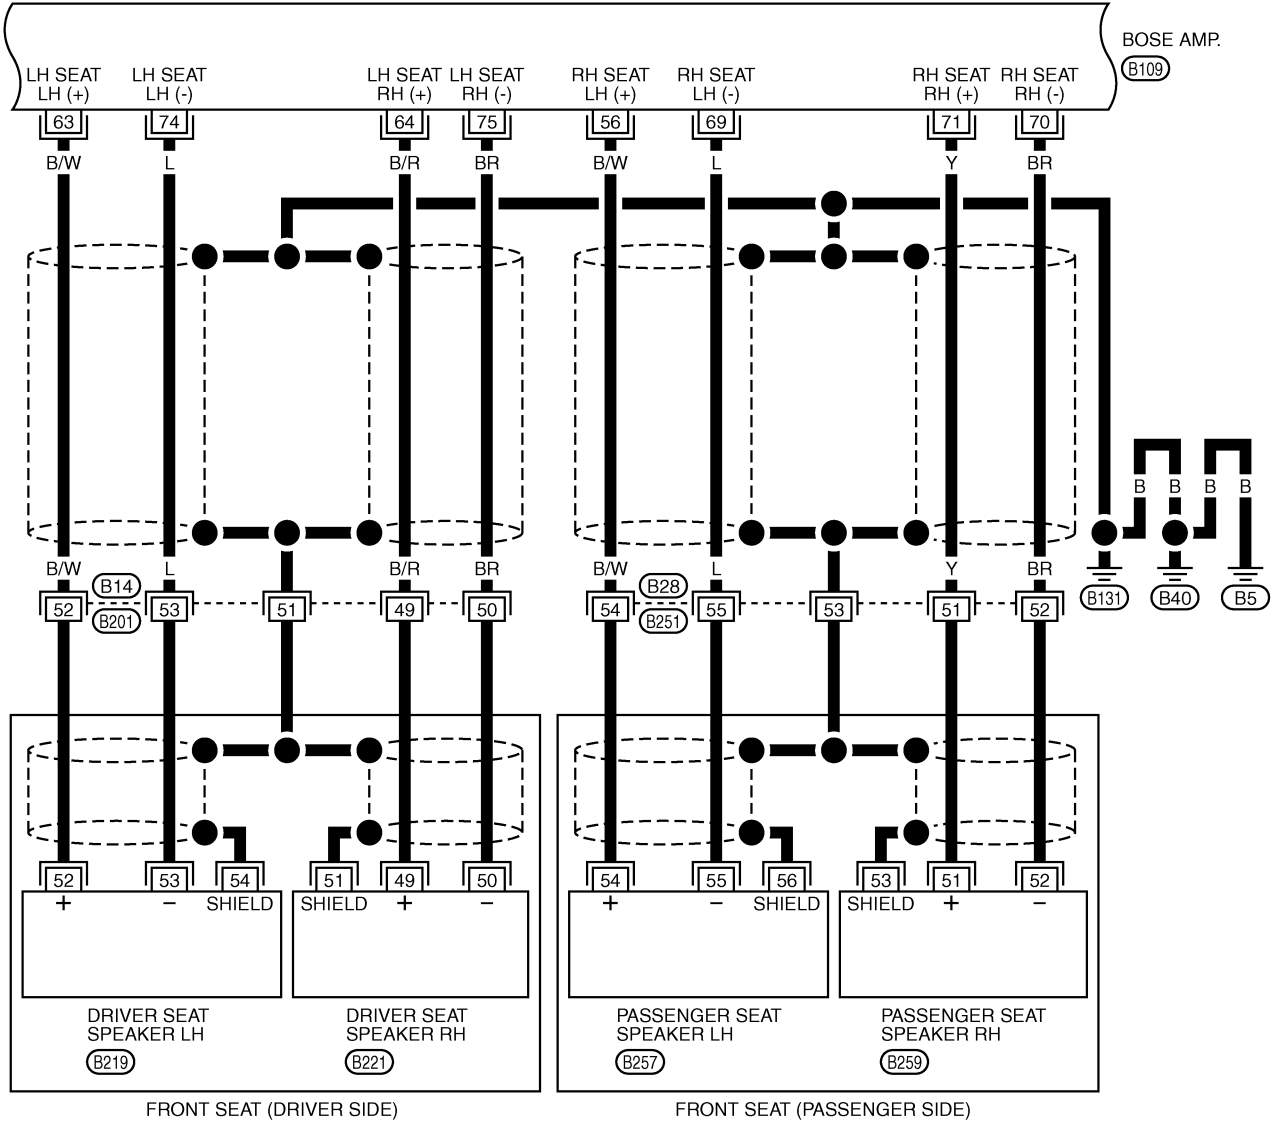 BOSE AMP.
B109
LH SEAT LH SEAT LH SEAT LH SEAT RH SEAT RH SEAT RH SEAT RH SEAT
LH (+) LH (-) RH (+) RH (-) LH (+) LH (-) RH (+) RH (-)
63 74 64 75 56 69 71 70
B/W L B/R BR B/W L Y BR
B B B B
B/W L B/R BR B/W L Y BR
B14 B28
52 53 51 49 50 54 55 53 51 52
B201 B251
B131 B40 B5
52 53 54 51 49 50 54 55 56 53 51 52
+ − SHIELD SHIELD + − + − SHIELD SHIELD + −
DRIVER SEAT DRIVER SEAT PASSENGER SEAT PASSENGER SEAT
SPEAKER LH SPEAKER RH SPEAKER LH SPEAKER RH
B219 B221 B257 B259
FRONT SEAT (DRIVER SIDE) FRONT SEAT (PASSENGER SIDE)